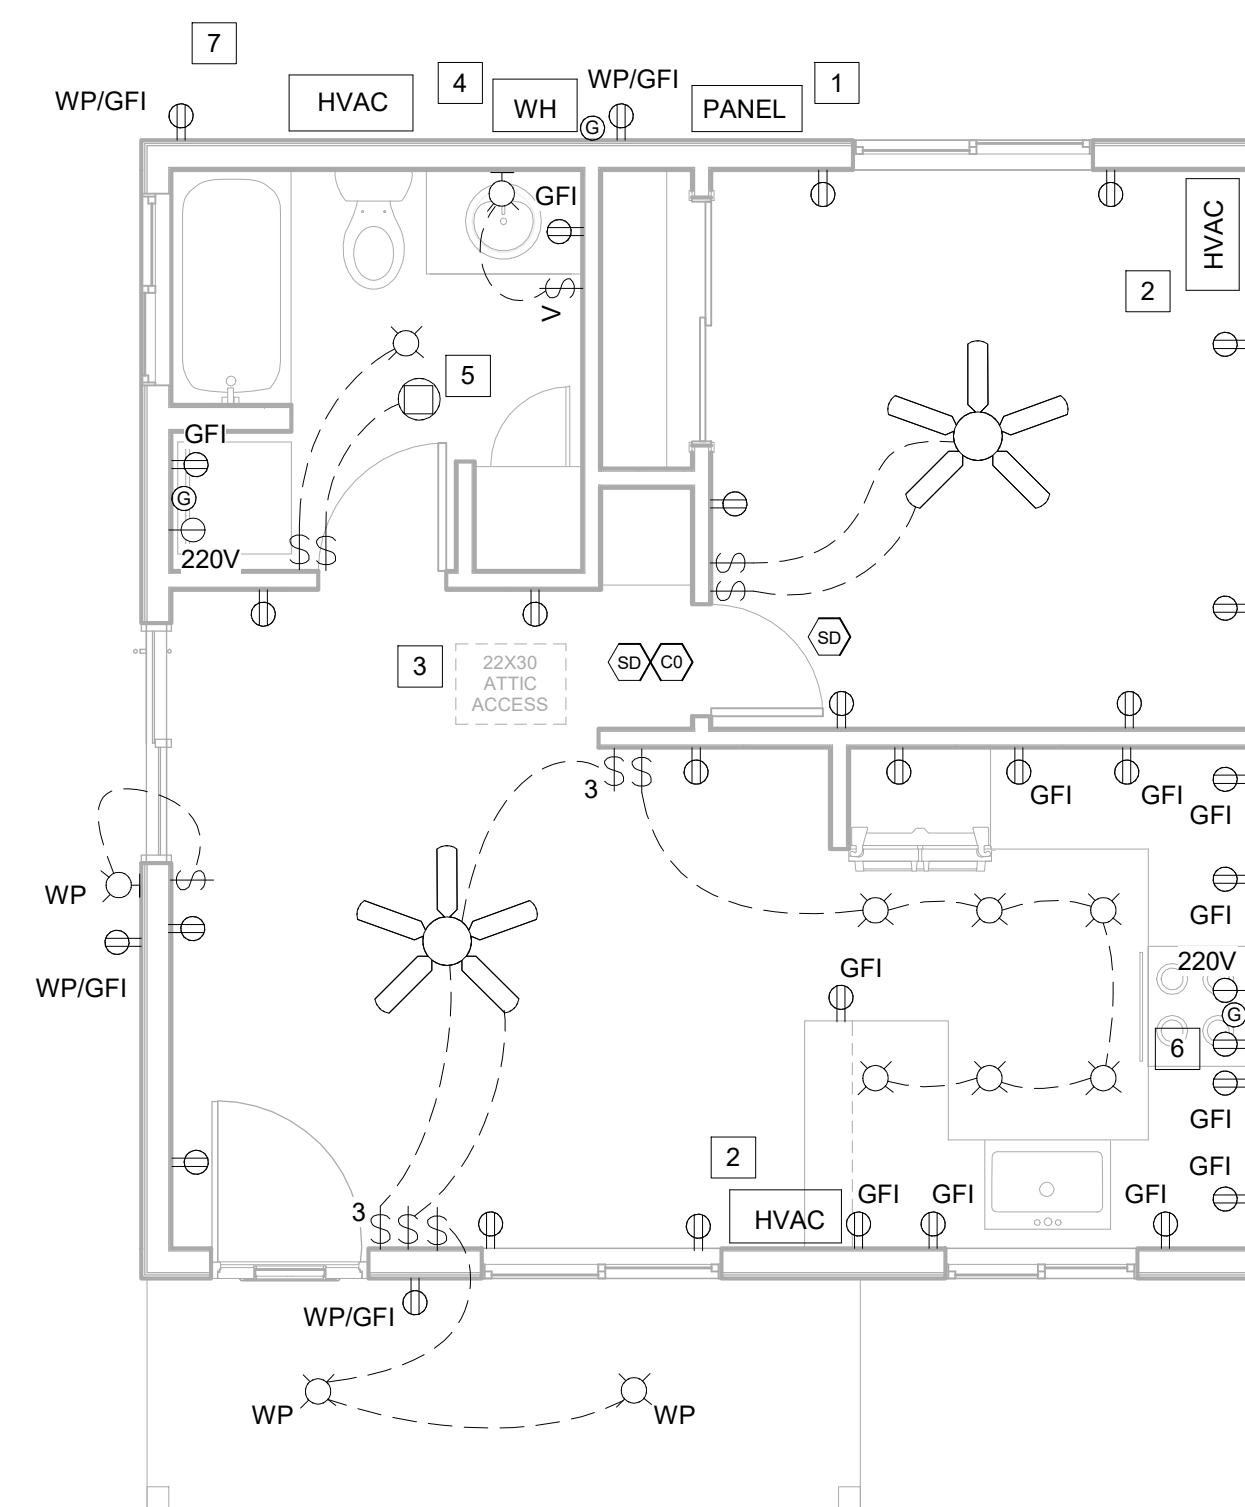 7
WP/GFI
HVAC
4
WH
WP/GFI
G
PANEL
1
GFI
HVAC
2
V
5
GFI
G
220V
3
22X30
ATTIC
ACCESS
SD
C0
SD
3
GFI
GFI
GFI
WP
GFI
WP/GFI
GFI
220V
G
6
GFI
2
GFI
3
HVAC
GFI
GFI
GFI
WP/GFI
WP
WP